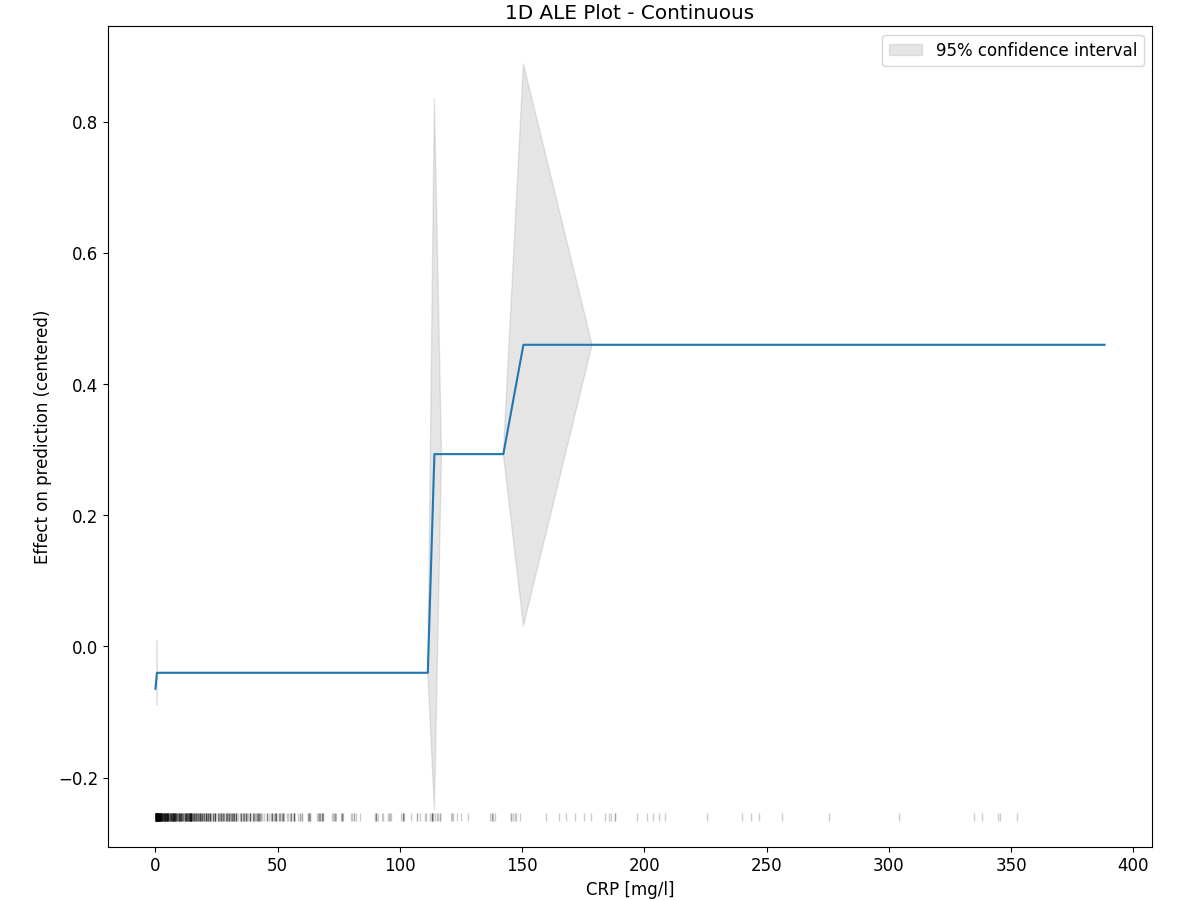 1D ALE Plot - Continuous
95% confidence interval
Effect on prediction (centered)
0.8
0.6
0.4
0.2
0.0
−0.2
0 50 100 150 200 250 300 350 400
CRP [mg/l]